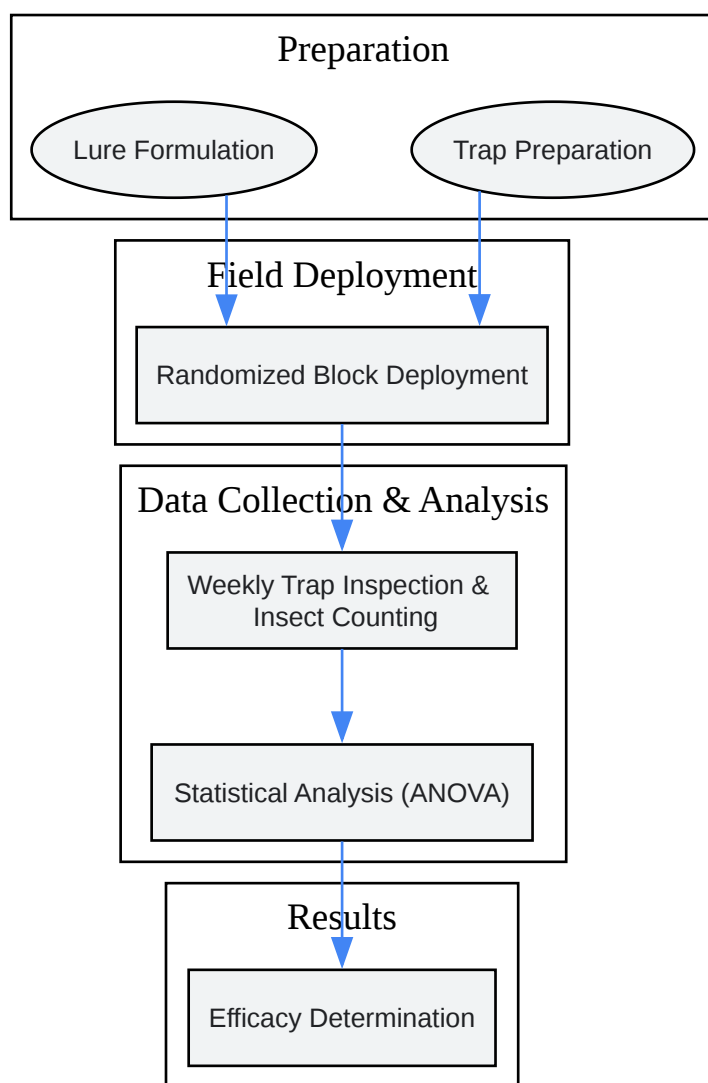 Preparation
Lure Formulation
Trap Preparation
Field Deployment
Randomized Block Deployment
Data Collection & Analysis
Weekly Trap Inspection &
Insect Counting
Statistical Analysis (ANOVA)
Results
Efficacy Determination